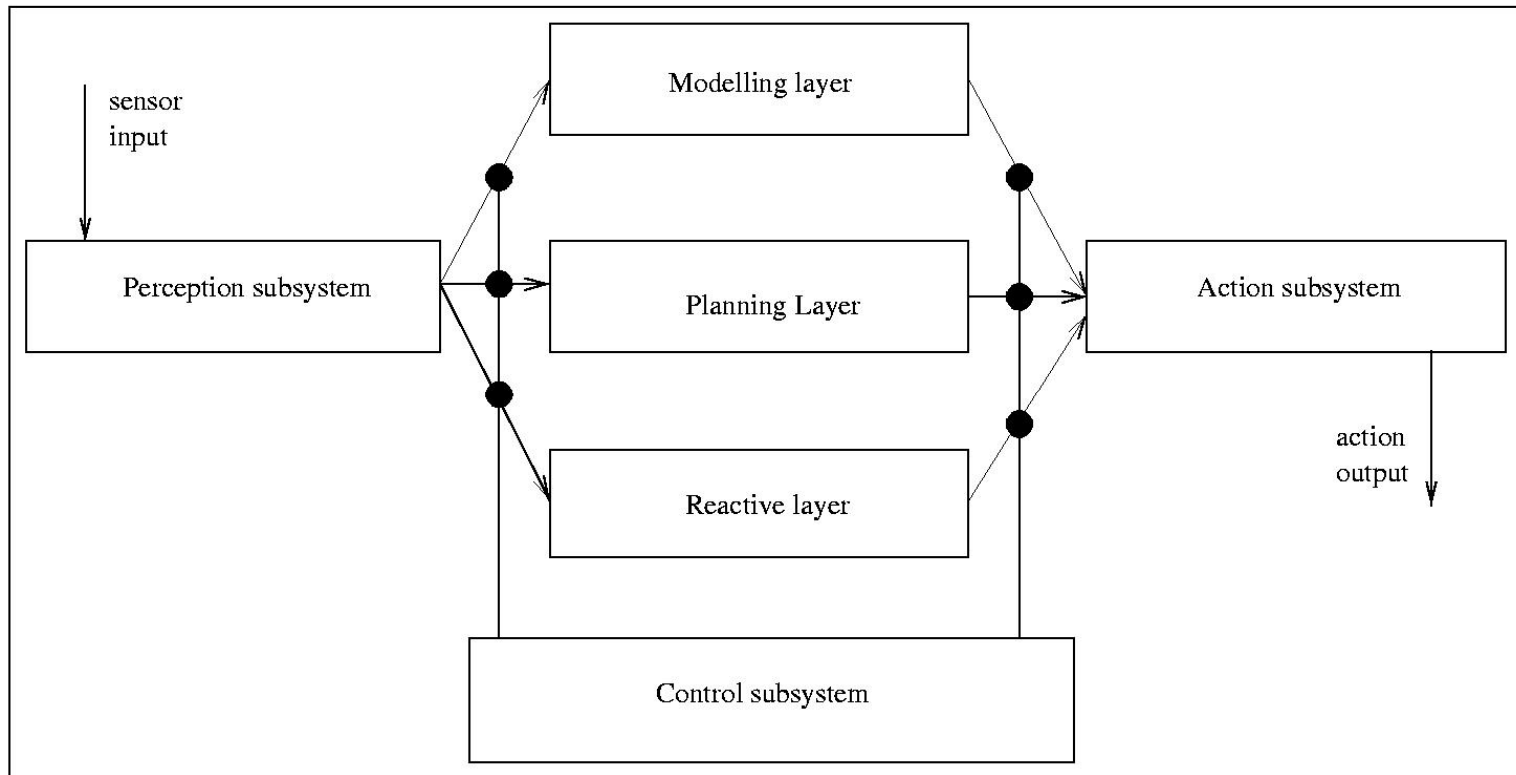 Modelling layer
sensor
input
Perception subsystem
Planning Layer
Action subsystem
Reactive layer
action
output
Control subsystem